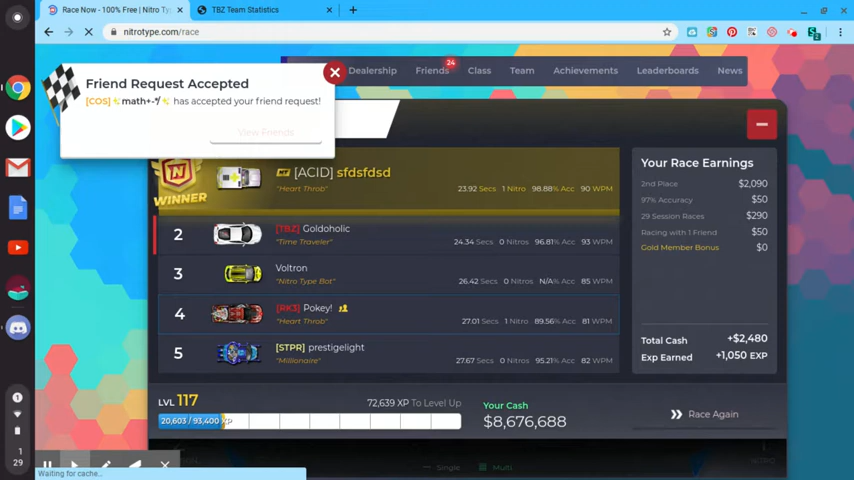 Race Now - 100% Free | Nitro Ty
TBZ Team Statistics
nitrotype.com/race
Dealership Friends 24 Class Team Achievements Leaderboards News
Friend Request Accepted
[COS] math+-*/ has accepted your friend request!
View Friends
WINNER
[ACID] sfdsfdsd
"Heart Throb" 23.92 Secs 1 Nitro 98.88% Acc 90 WPM
2 [TBZ] Goldoholic
"Time Traveler" 24.34 Secs 0 Nitros 96.81% Acc 93 WPM
3 Voltron
"Nitro Type Bot" 26.42 Secs 0 Nitros N/A% Acc 85 WPM
4 [RK3] Pokey!
"Heart Throb" 27.01 Secs 1 Nitro 89.56% Acc 81 WPM
5 [STPR] prestigelight
"Millionaire" 27.67 Secs 0 Nitros 95.21% Acc 82 WPM
Your Race Earnings
2nd Place $2,090
97% Accuracy $50
29 Session Races $290
Racing with 1 Friend $50
Gold Member Bonus $0
Total Cash +$2,480
Exp Earned +1,050 EXP
LVL 117 72,639 XP To Level Up
20,603 / 93,400 XP
Your Cash
$8,676,688
Race Again
Single Multi
1
1
29
Waiting for cache...